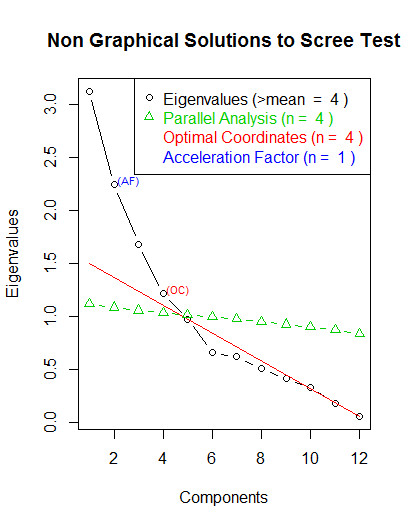 Non Graphical Solutions to Scree Test
Eigenvalues (>mean = 4 )
Parallel Analysis (n = 4 )
Optimal Coordinates (n = 4 )
Acceleration Factor (n = 1 )
(AF)
(OC)
Eigenvalues
3.0
2.5
2.0
1.5
1.0
0.5
0.0
2 4 6 8 10 12
Components